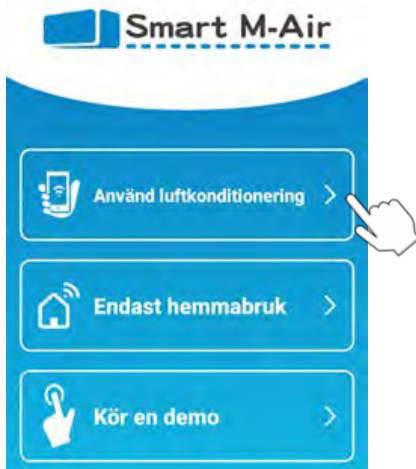 Smart M-Air
Använd luftkonditionering
Endast hemmabruk
Kör en demo